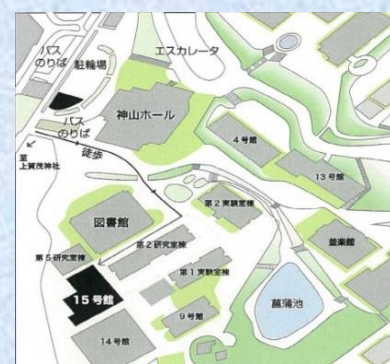 バス
のりば
駐輪場
エスカレータ
バス
のりば
神山ホール
至
上賀茂神社
徒歩
4号館
13号館
図書館
第2実験室棟
第2研究室棟
並楽館
第5研究室棟
第1実験室棟
15号館
9号館
菖蒲池
14号館